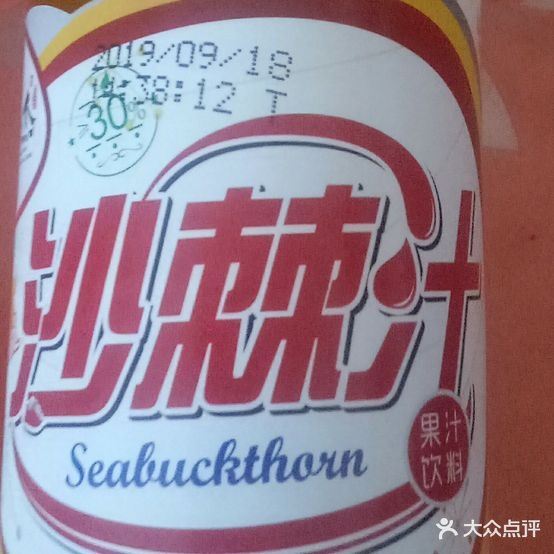 2019/09/18
:38:12 T
≥30%
沙棘汁
Seabuckthorn
果汁
饮料
大众点评